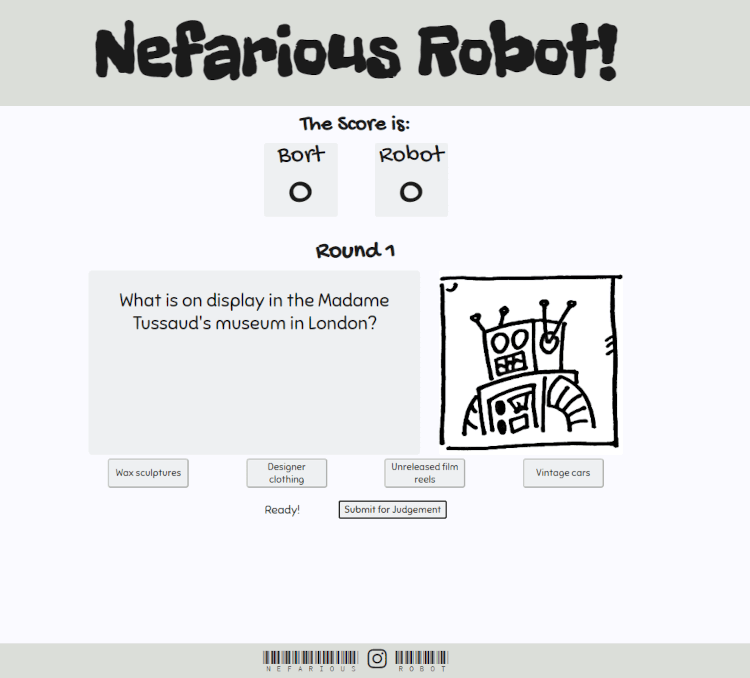 Nefarious Robot!
The Score is:
Bort Robot
0 0
Round 1
What is on display in the Madame
Tussaud's museum in London?
Wax sculptures
Designer
clothing
Unreleased film
reels
Vintage cars
Ready! Submit for Judgement
NEFARIOUS ROBOT